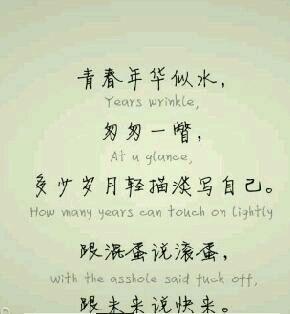 青春年华似水，
Years wrinkle,
匆匆一瞥，
At a glance,
多少岁月轻描淡写自己。
How many years can touch on lightly
跟混蛋说滚蛋，
with the asshole said fuck off,
跟未来说快来。